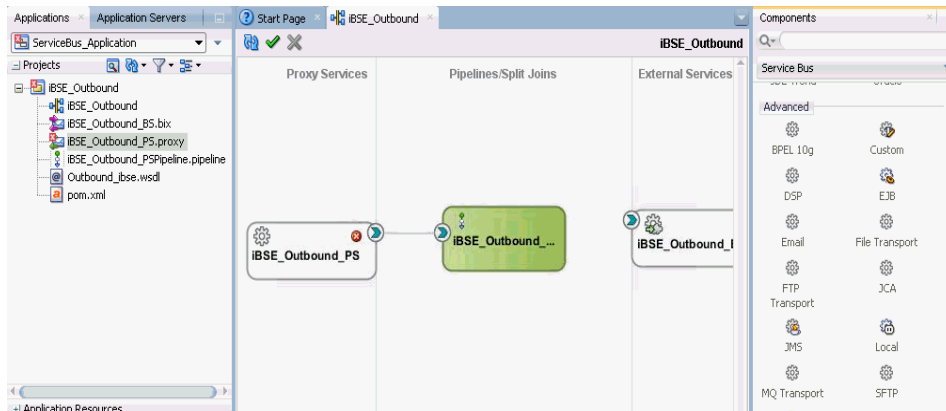 Applications
Application Servers
Start Page
iBSE_Outbound
Components
ServiceBus_Application
iBSE_Outbound
Projects
Service Bus
iBSE_Outbound
iBSE_Outbound
iBSE_Outbound_BS.bix
iBSE_Outbound_PS.proxy
iBSE_Outbound_PSPipeline.pipeline
Outbound_ibse.wsdl
pom.xml
Proxy Services
Pipelines/Split Joins
External Services
iBSE_Outbound_PS
iBSE_Outbound_...
iBSE_Outbound_
Advanced
BPEL 10g
Custom
DSP
EJB
Email
File Transport
FTP
Transport
JCA
JMS
Local
MQ Transport
SFTP
Application Resources